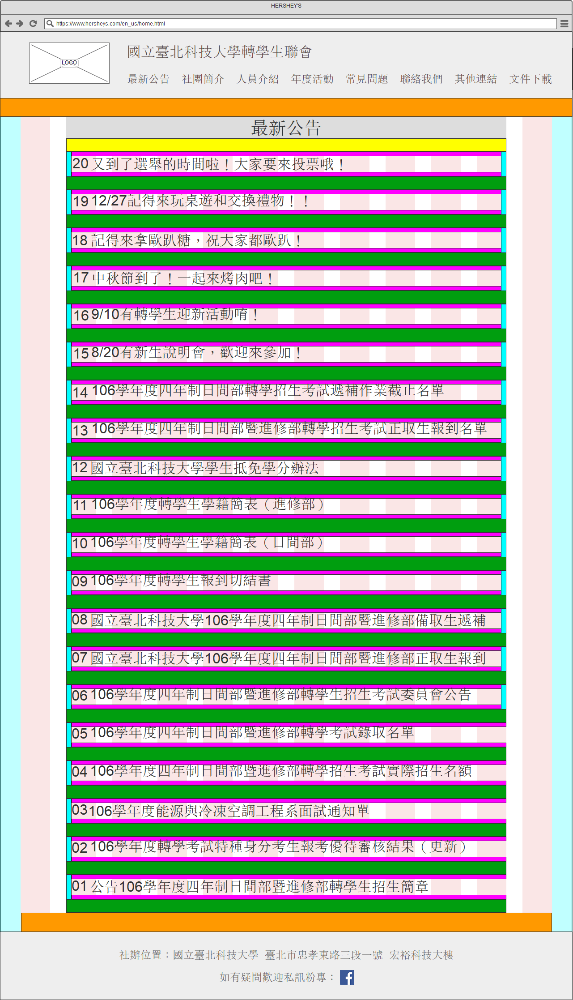 HERSHEY'S
https://www.hersheys.com/en_us/home.html
LOGO
國立臺北科技大學轉學生聯會
最新公告 社團簡介 人員介紹 年度活動 常見問題 聯絡我們 其他連結 文件下載
最新公告
20 又到了選舉的時間啦！大家要來投票哦！
19 12/27記得來玩桌遊和交換禮物！！
18 記得來拿歐趴糖，祝大家都歐趴！
17 中秋節到了！一起來烤肉吧！
16 9/10有轉學生迎新活動唷！
15 8/20有新生說明會，歡迎來參加！
14 106學年度四年制日間部轉學招生考試遞補作業截止名單
13 106學年度四年制日間部暨進修部轉學招生考試正取生報到名單
12 國立臺北科技大學學生抵免學分辦法
11 106學年度轉學生學籍簡表（進修部）
10 106學年度轉學生學籍簡表（日間部）
09 106學年度轉學生報到切結書
08 國立臺北科技大學106學年度四年制日間部暨進修部備取生遞補
07 國立臺北科技大學106學年度四年制日間部暨進修部正取生報到
06 106學年度四年制日間部暨進修部轉學生招生考試委員會公告
05 106學年度四年制日間部暨進修部轉學考試錄取名單
04 106學年度四年制日間部暨進修部轉學招生考試實際招生名額
03 106學年度能源與冷凍空調工程系面試通知單
02 106學年度轉學考試特種身分考生報考優待審核結果（更新）
01 公告106學年度四年制日間部暨進修部轉學生招生簡章
社辦位置：國立臺北科技大學 臺北市忠孝東路三段一號 宏裕科技大樓
如有疑問歡迎私訊粉專：